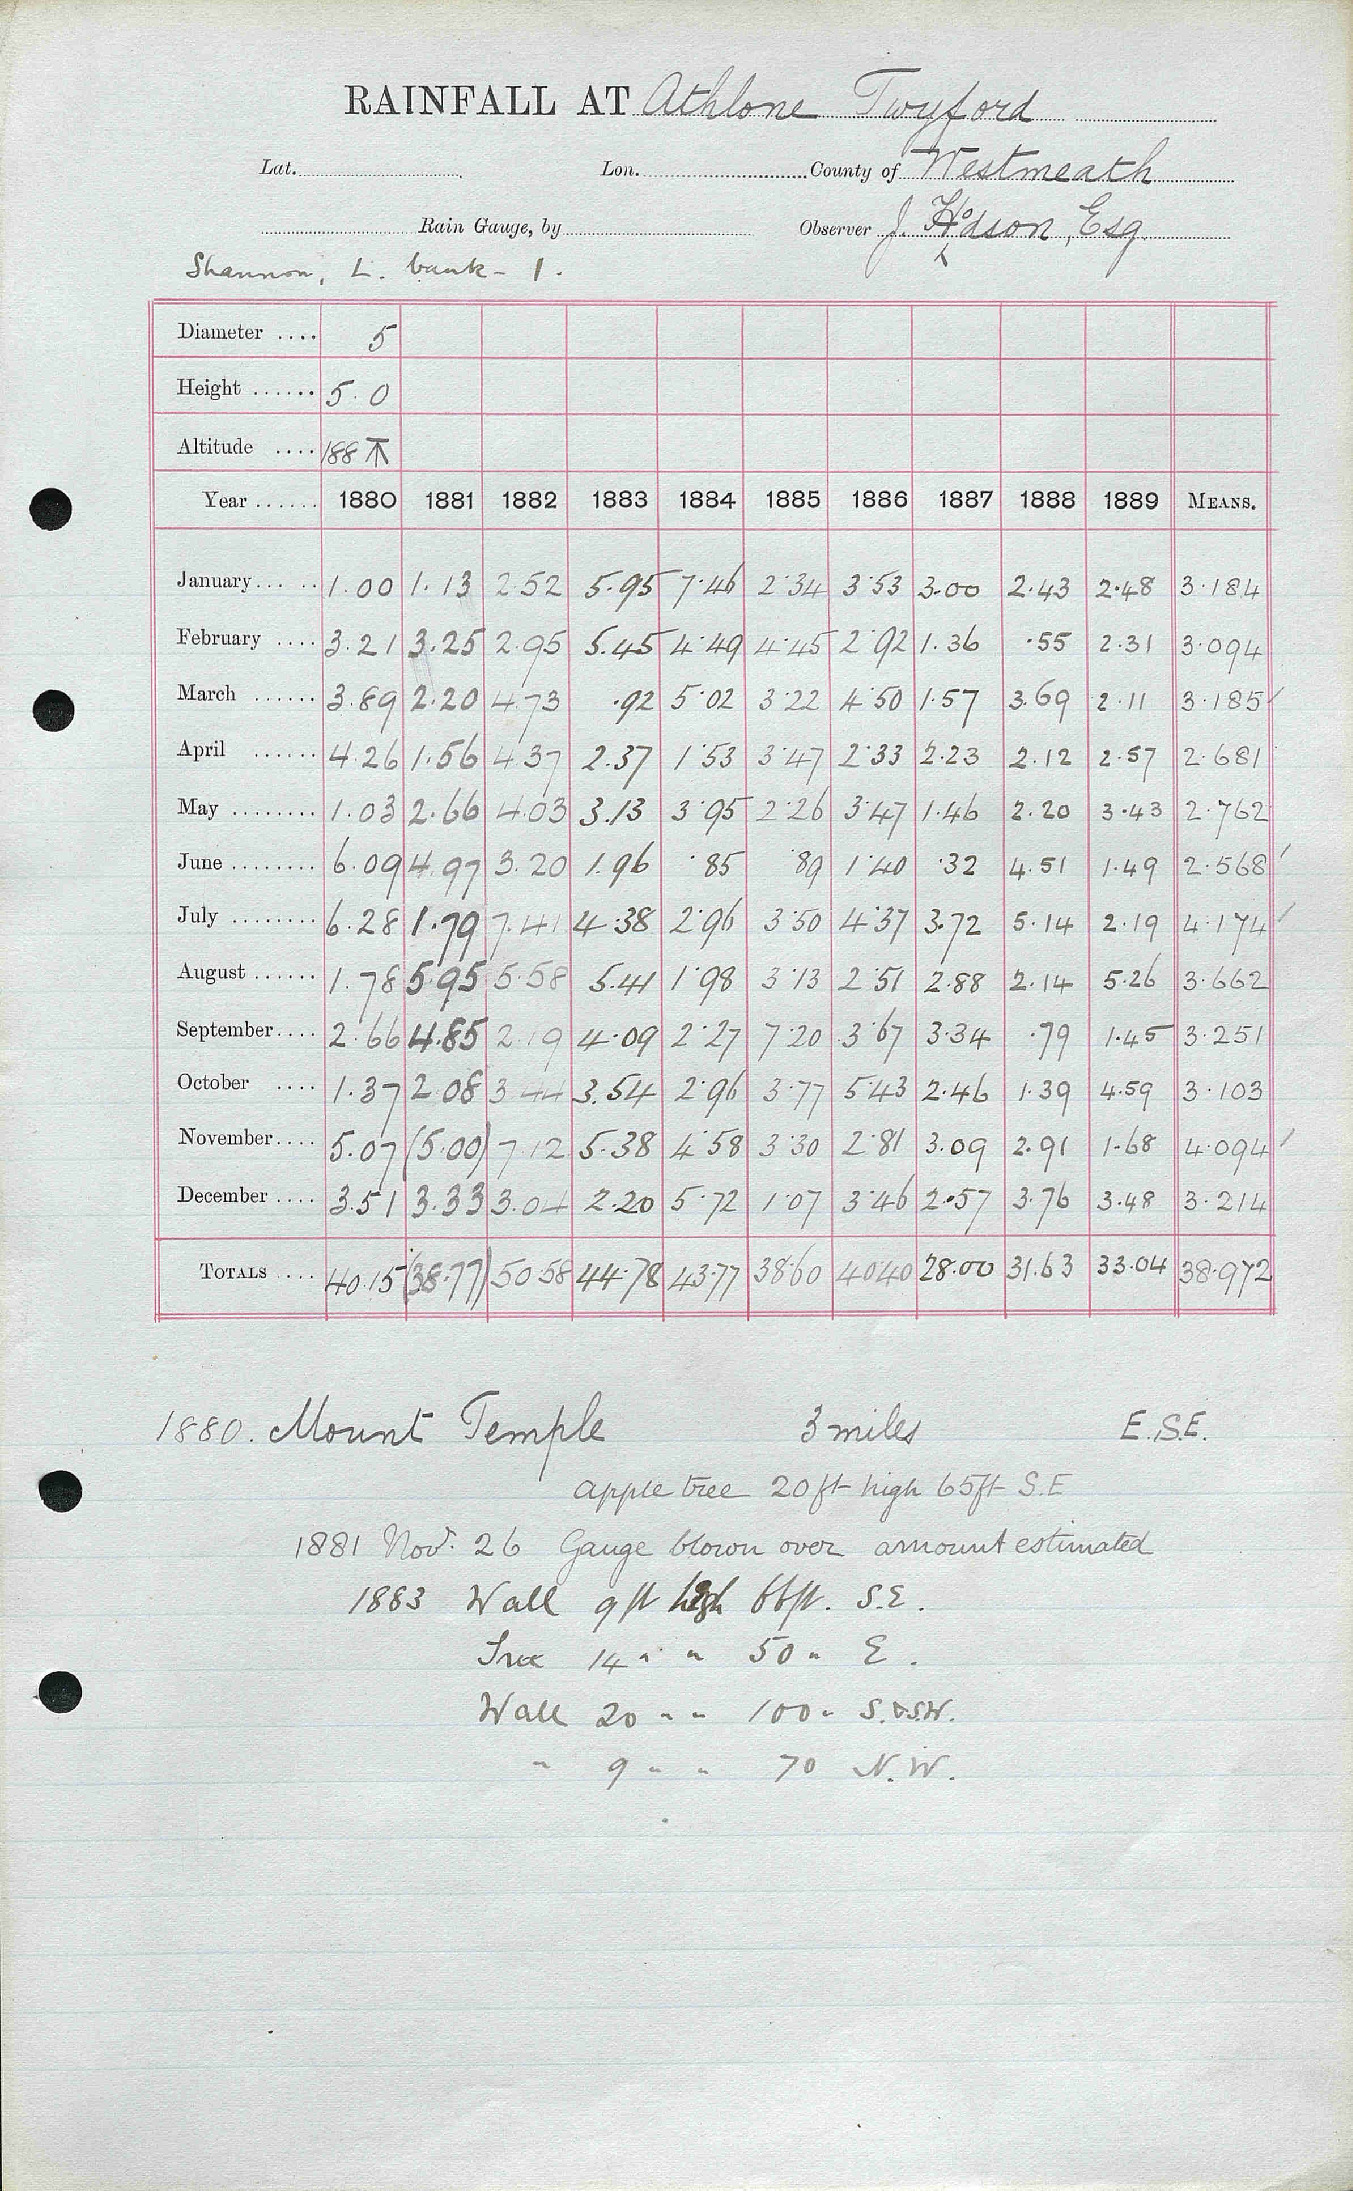 RAINFALL AT Athlone Twyford
Lat. Lon. County of Westmeath
Rain Gauge, by Observer J. Hodson, Esq
Shannon, L. bank - 1.
Diameter .... 5
Height ...... 5.0
Altitude .... 188
Year ...... 1880 1881 1882 1883 1884 1885 1886 1887 1888 1889 MEANS.
January 1.00 1.13 2.52 5.95 7.46 2.34 3.53 3.00 2.43 2.48 3.184
February .... 3.21 3.25 2.95 5.45 4.49 4.45 2.92 1.36 .55 2.31 3.094
March ...... 3.89 2.20 4.73 .92 5.02 3.22 4.50 1.57 3.69 2.11 3.185
April ...... 4.26 1.56 4.37 2.37 1.53 3.47 2.33 2.23 2.12 2.57 2.681
May ........ 1.03 2.66 4.03 3.13 3.95 2.26 3.47 1.46 2.20 3.43 2.762
June ........ 6.09 4.97 3.20 1.96 .85 .89 1.40 .32 4.51 1.49 2.568
July ........ 6.28 1.79 7.41 4.38 2.96 3.50 4.37 3.72 5.14 2.19 4.174
August ...... 1.78 5.95 5.58 5.41 1.98 3.13 2.51 2.88 2.14 5.26 3.662
September.... 2.66 4.85 2.19 4.09 2.27 7.20 3.67 3.34 .79 1.45 3.251
October .... 1.37 2.08 3.44 3.54 2.96 3.77 5.43 2.46 1.39 4.59 3.103
November.... 5.07 (5.00) 7.12 5.38 4.58 3.30 2.81 3.09 2.91 1.68 4.094
December .... 3.51 3.33 3.04 2.20 5.72 1.07 3.46 2.57 3.76 3.48 3.214
TOTALS .... 40.15 (38.77) 50.58 44.78 43.77 38.60 40.40 28.00 31.63 33.04 38.972
1880. Mount Temple 3 miles E.S.E.
apple tree 20ft high 65ft S.E
1881 Nov. 26 Gauge blown over amount estimated
1883 Wall 9 ft high 66ft. S.E.
Tree 14 " " 50 " E.
Wall 20 " " 100 " S. & S.W.
" 9 " " 70 N.W.